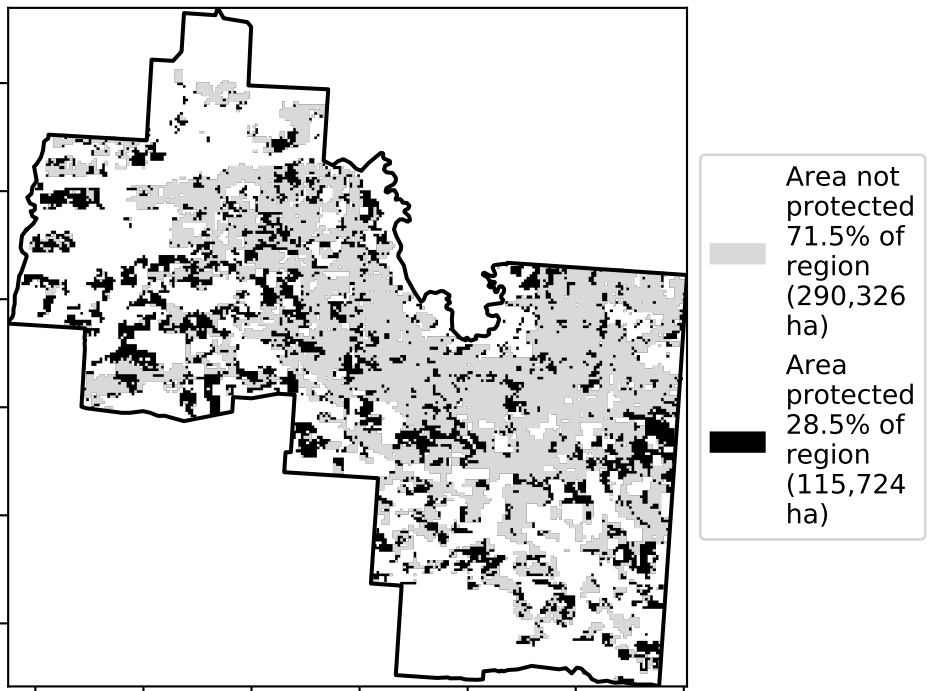 Area not
protected
71.5% of
region
(290,326
ha)
Area
protected
28.5% of
region
(115,724
ha)